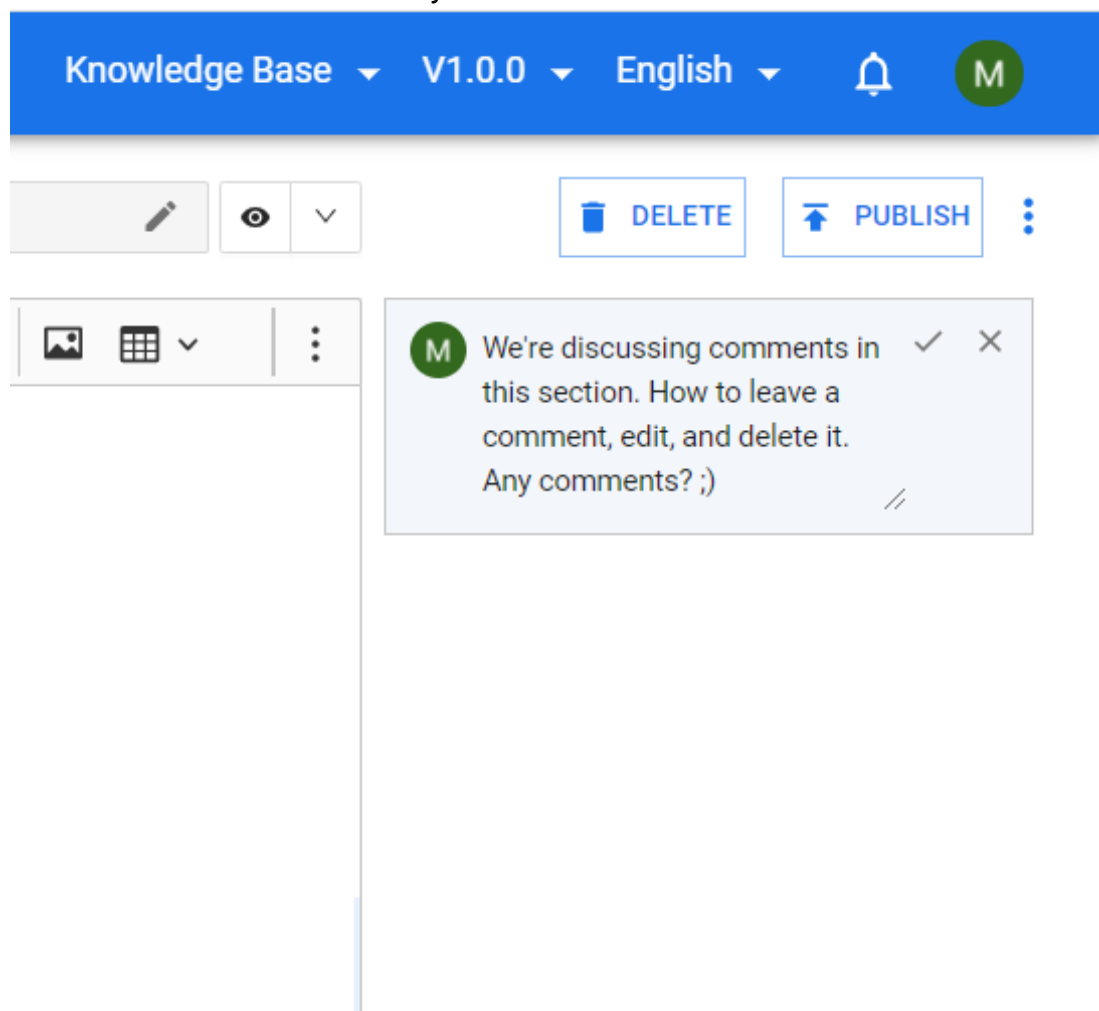 Knowledge Base V1.0.0 English M
DELETE PUBLISH
M We're discussing comments in
this section. How to leave a
comment, edit, and delete it.
Any comments? ;)